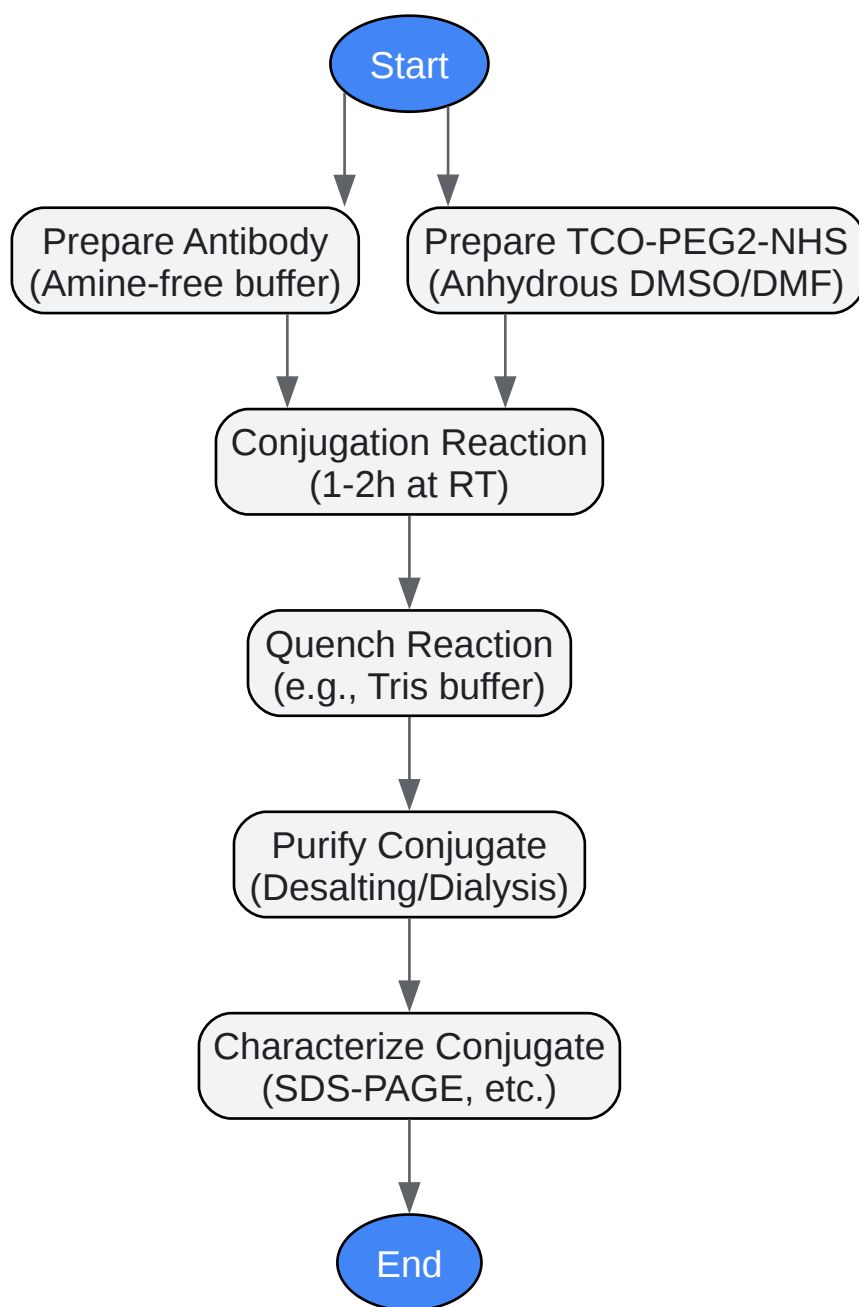 Start
Prepare Antibody
(Amine-free buffer)
Prepare TCO-PEG2-NHS
(Anhydrous DMSO/DMF)
Conjugation Reaction
(1-2h at RT)
Quench Reaction
(e.g., Tris buffer)
Purify Conjugate
(Desalting/Dialysis)
Characterize Conjugate
(SDS-PAGE, etc.)
End